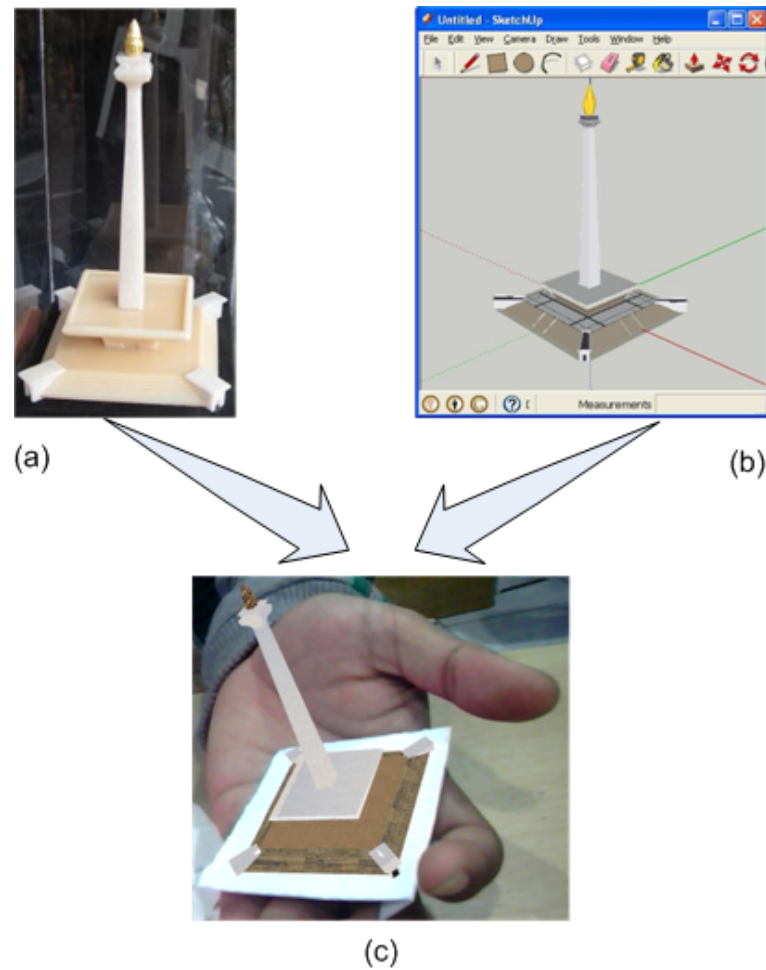 Untitled - SketchUp
File Edit View Camera Draw Tools Window Help
Measurements
(a)
(b)
(c)